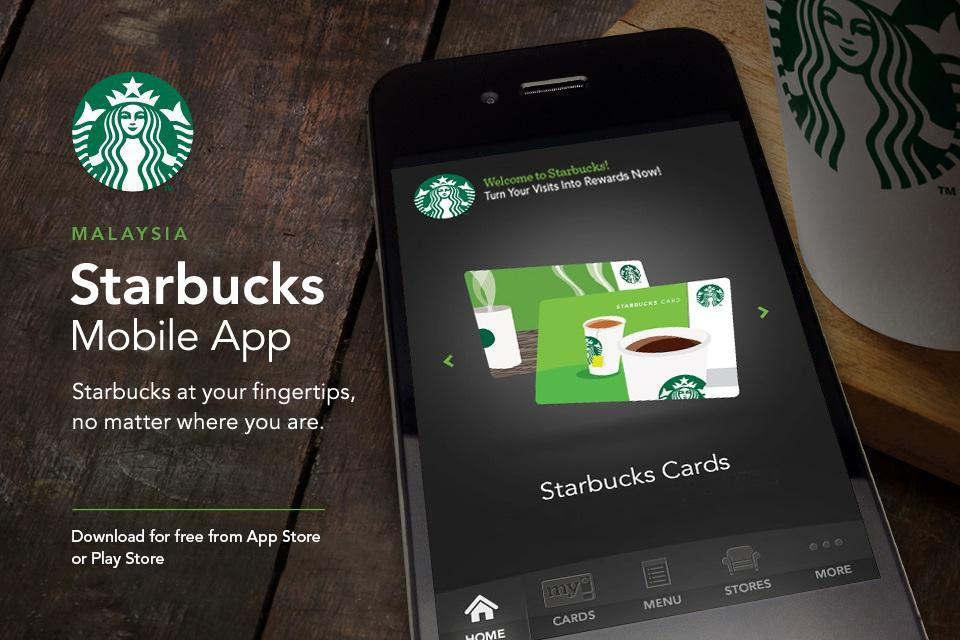 MALAYSIA
Starbucks
Mobile App
Starbucks at your fingertips,
no matter where you are.
Download for free from App Store
or Play Store
Welcome to Starbucks!
Turn Your Visits Into Rewards Now!
STARBUCKS CARD
Starbucks Cards
HOME
my
CARDS
MENU
STORES
MORE
TM